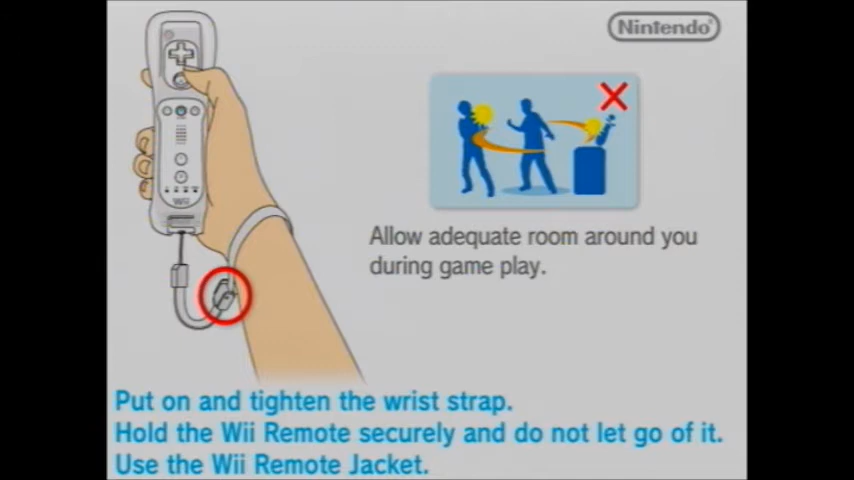 Nintendo
Wii
Allow adequate room around you
during game play.
Put on and tighten the wrist strap.
Hold the Wii Remote securely and do not let go of it.
Use the Wii Remote Jacket.